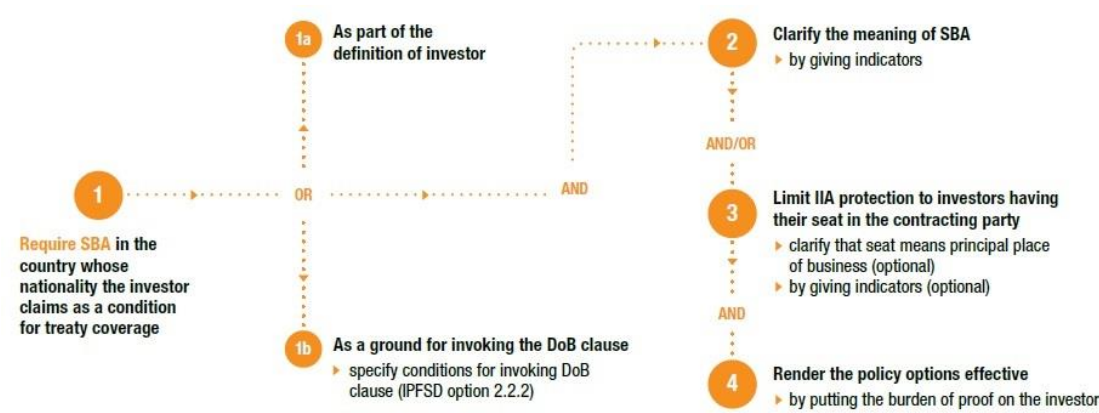 1
Require SBA in the
country whose
nationality the investor
claims as a condition
for treaty coverage
1a
As part of the
definition of investor
OR
1b
As a ground for invoking the DoB clause
specify conditions for invoking DoB
clause (IPFSD option 2.2.2)
AND
2
Clarify the meaning of SBA
by giving indicators
AND/OR
3
Limit IIA protection to investors having
their seat in the contracting party
clarify that seat means principal place
of business (optional)
by giving indicators (optional)
AND
4
Render the policy options effective
by putting the burden of proof on the investor